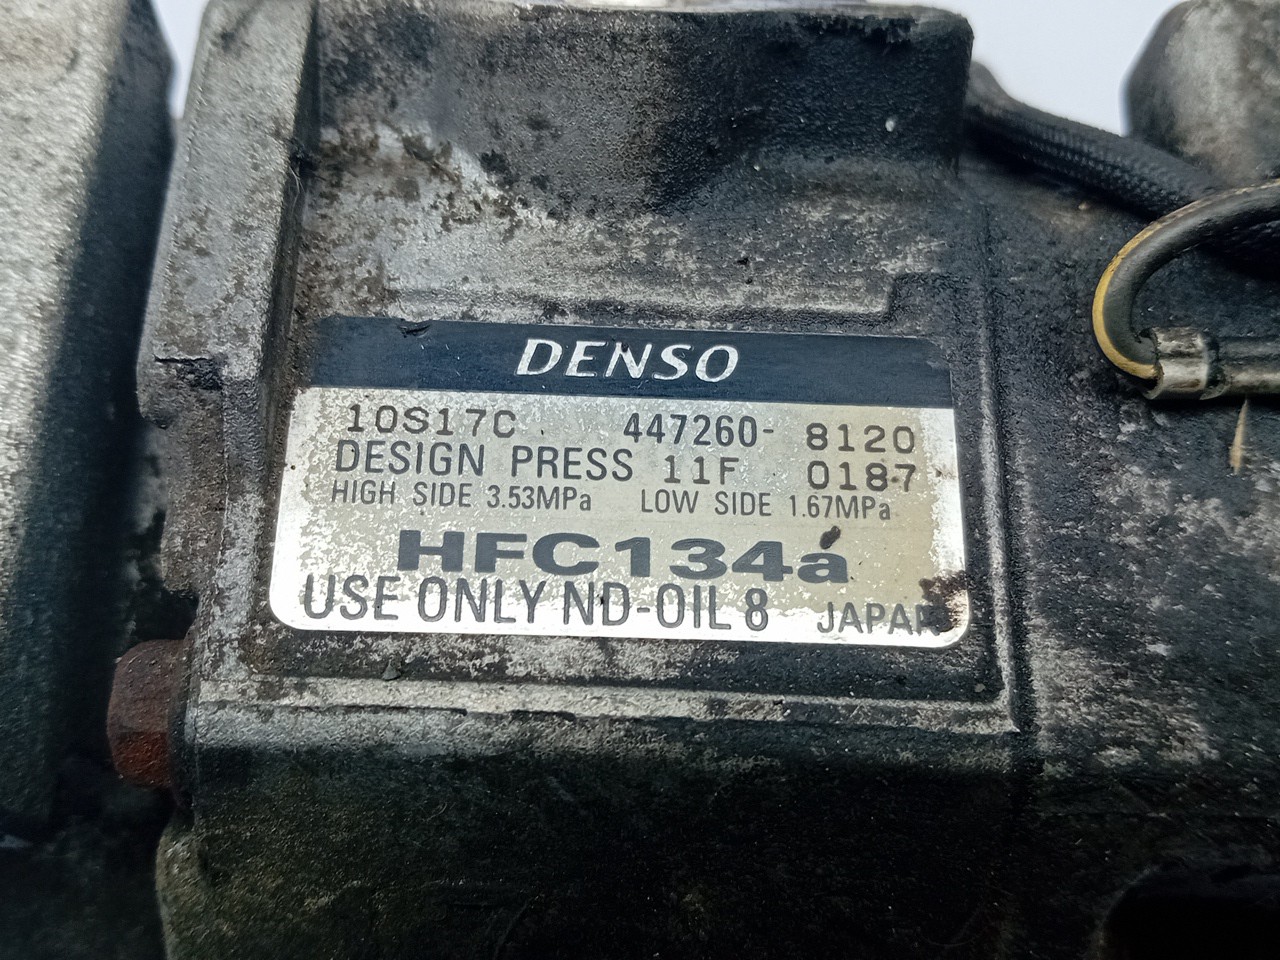 DENSO
10S17C 447260- 8120
DESIGN PRESS 11F 0187
HIGH SIDE 3.53MPa LOW SIDE 1.67MPa
HFC134a
USE ONLY ND-OIL 8 JAPAN